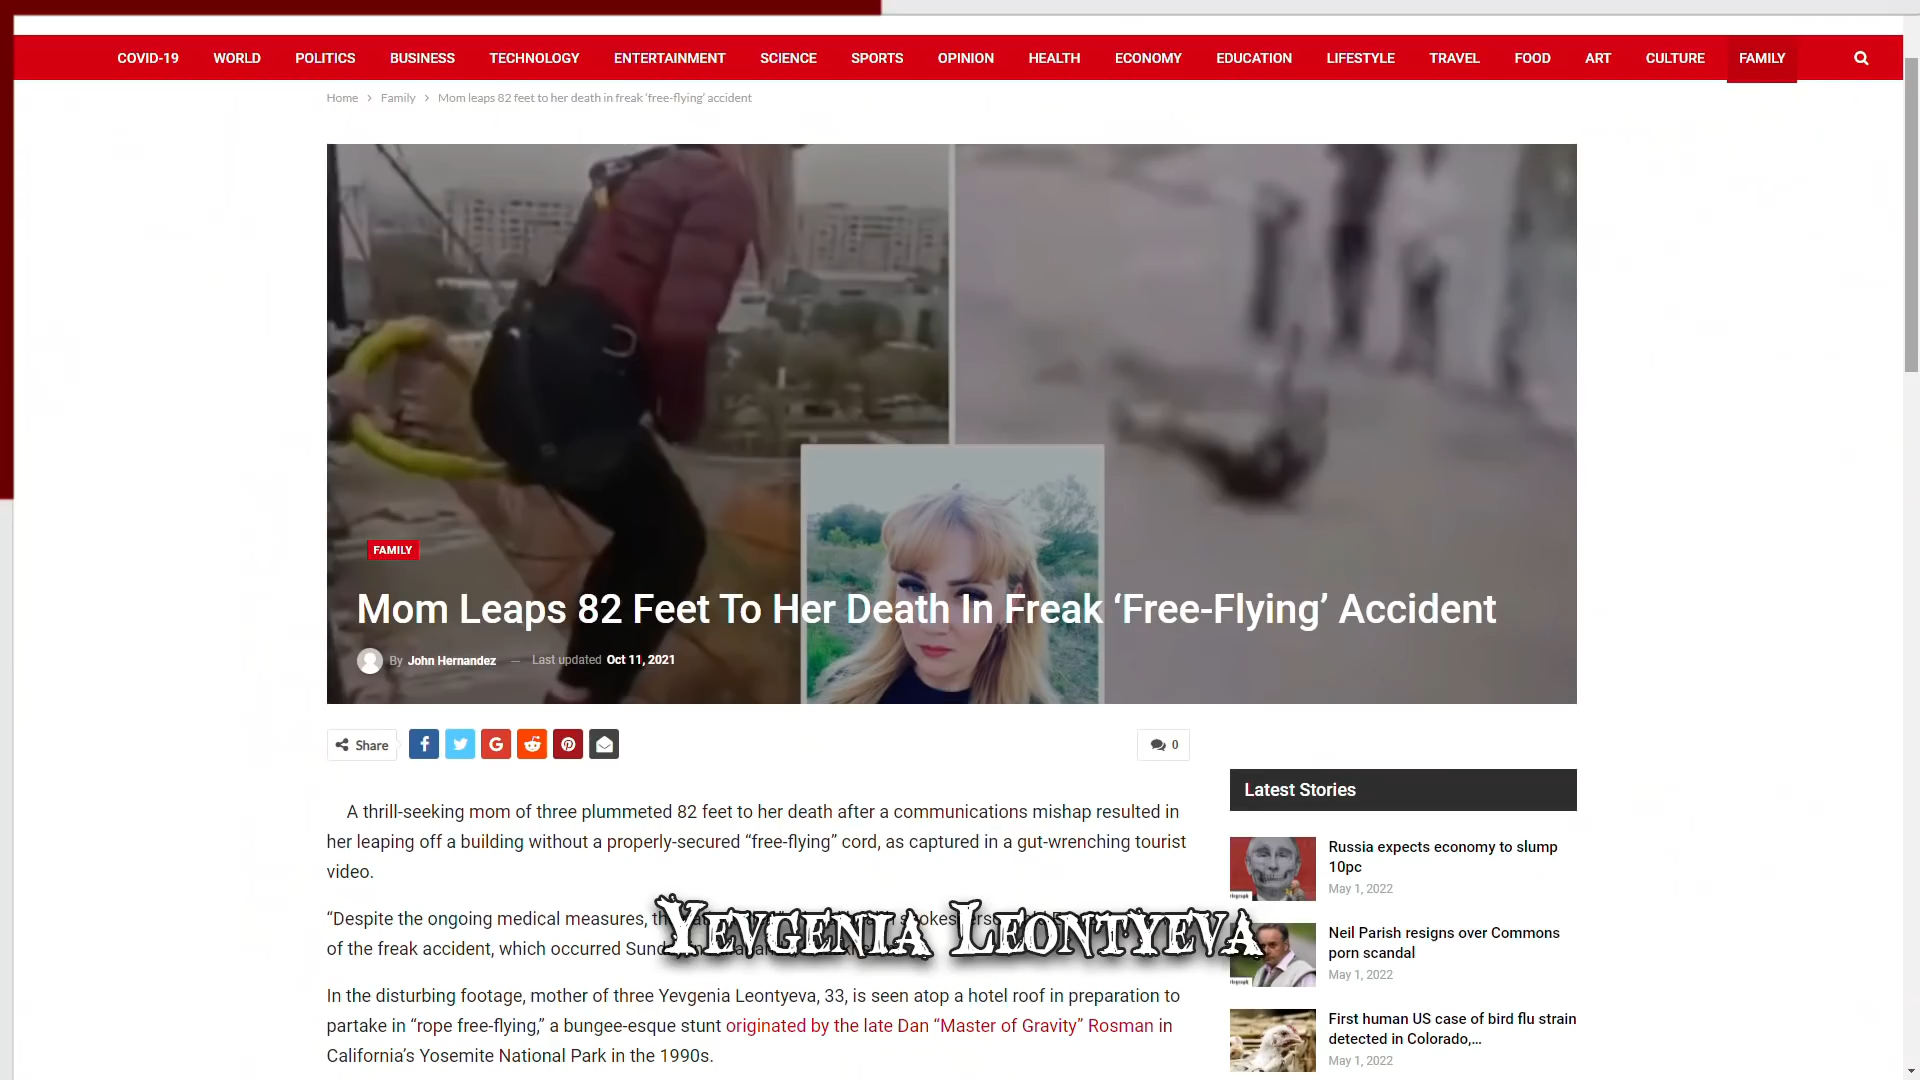 COVID-19 WORLD POLITICS BUSINESS TECHNOLOGY ENTERTAINMENT SCIENCE SPORTS OPINION HEALTH ECONOMY EDUCATION LIFESTYLE TRAVEL FOOD ART CULTURE FAMILY
Home > Family > Mom leaps 82 feet to her death in freak ‘free-flying’ accident
FAMILY
Mom Leaps 82 Feet To Her Death In Freak ‘Free-Flying’ Accident
By John Hernandez — Last updated Oct 11, 2021
Share
0
A thrill-seeking mom of three plummeted 82 feet to her death after a communications mishap resulted in
her leaping off a building without a properly-secured “free-flying” cord, as captured in a gut-wrenching tourist
video.
“Despite the ongoing medical measures,
of the freak accident, which occurred
Yevgenia Leontyeva
In the disturbing footage, mother of three Yevgenia Leontyeva, 33, is seen atop a hotel roof in preparation to
partake in “rope free-flying,” a bungee-esque stunt originated by the late Dan “Master of Gravity” Rosman in
California’s Yosemite National Park in the 1990s.
Latest Stories
Russia expects economy to slump
10pc
May 1, 2022
Neil Parish resigns over Commons
porn scandal
May 1, 2022
First human US case of bird flu strain
detected in Colorado,...
May 1, 2022